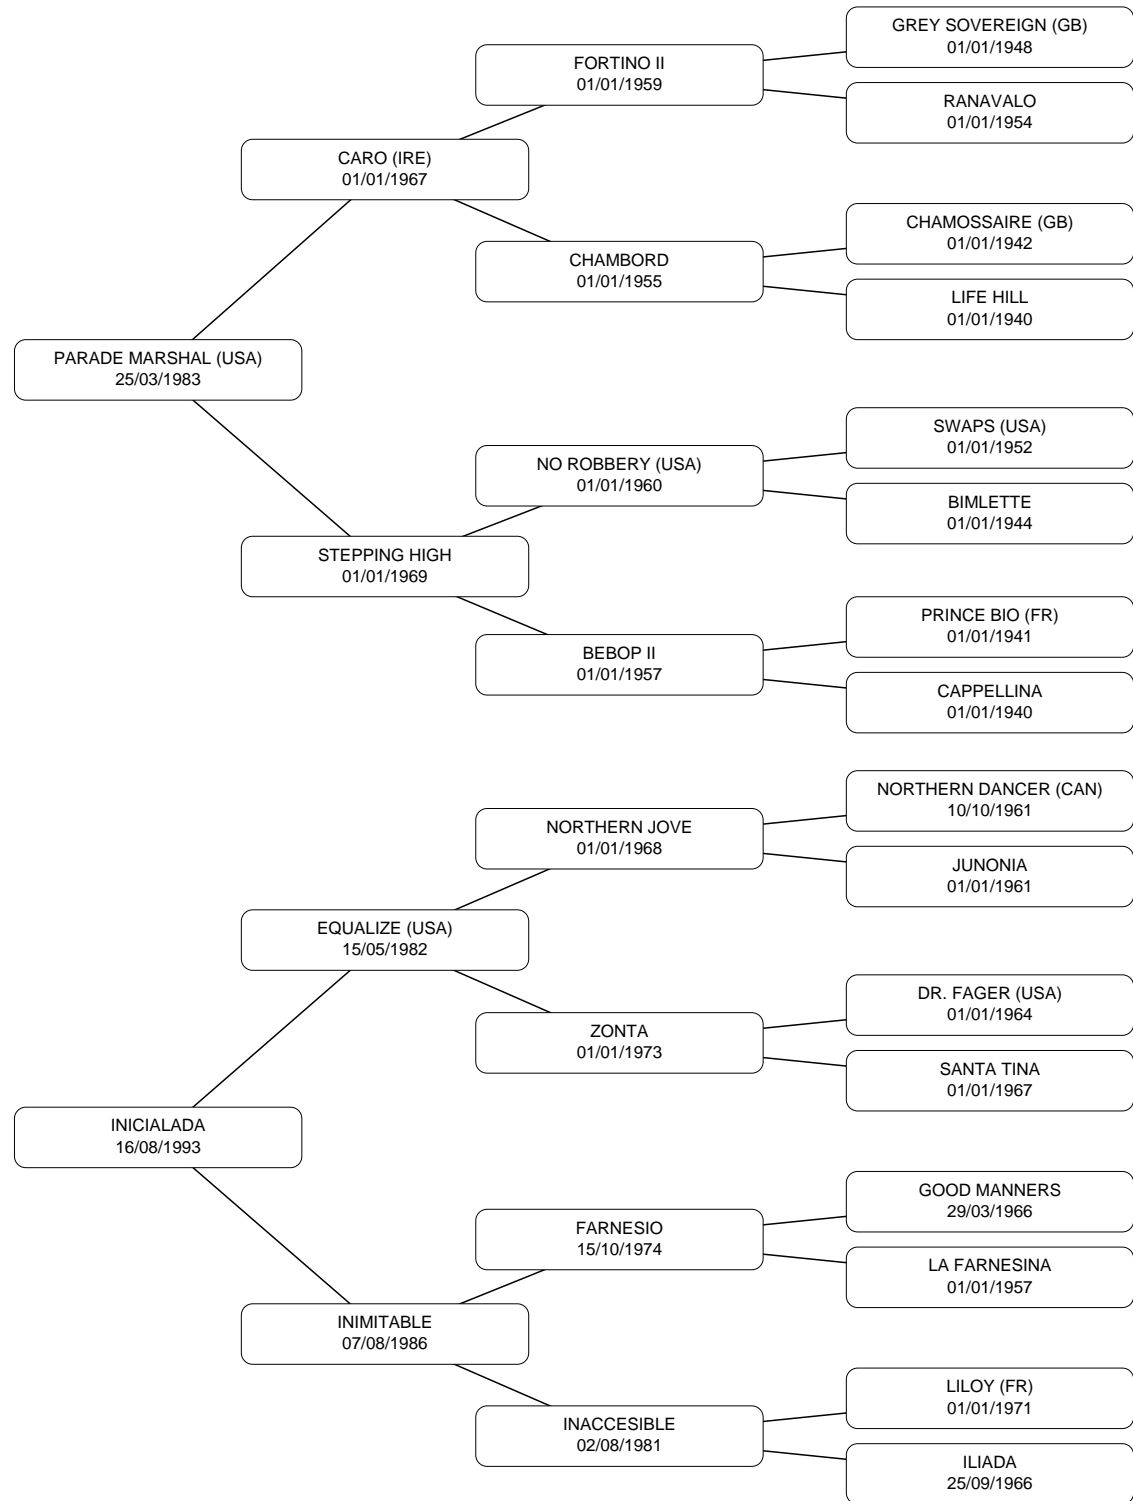 GREY SOVEREIGN (GB)
01/01/1948
FORTINO II
01/01/1959
RANAVALO
01/01/1954
CARO (IRE)
01/01/1967
CHAMOSSAIRE (GB)
01/01/1942
CHAMBORD
01/01/1955
LIFE HILL
01/01/1940
PARADE MARSHAL (USA)
25/03/1983
SWAPS (USA)
01/01/1952
NO ROBBERY (USA)
01/01/1960
BIMLETTE
01/01/1944
STEPPING HIGH
01/01/1969
PRINCE BIO (FR)
01/01/1941
BEBOP II
01/01/1957
CAPPELLINA
01/01/1940
NORTHERN DANCER (CAN)
10/10/1961
NORTHERN JOVE
01/01/1968
JUNONIA
01/01/1961
EQUALIZE (USA)
15/05/1982
DR. FAGER (USA)
01/01/1964
ZONTA
01/01/1973
SANTA TINA
01/01/1967
INICIALADA
16/08/1993
GOOD MANNERS
29/03/1966
FARNESIO
15/10/1974
LA FARNESINA
01/01/1957
INIMITABLE
07/08/1986
LILOY (FR)
01/01/1971
INACCESIBLE
02/08/1981
ILIADA
25/09/1966